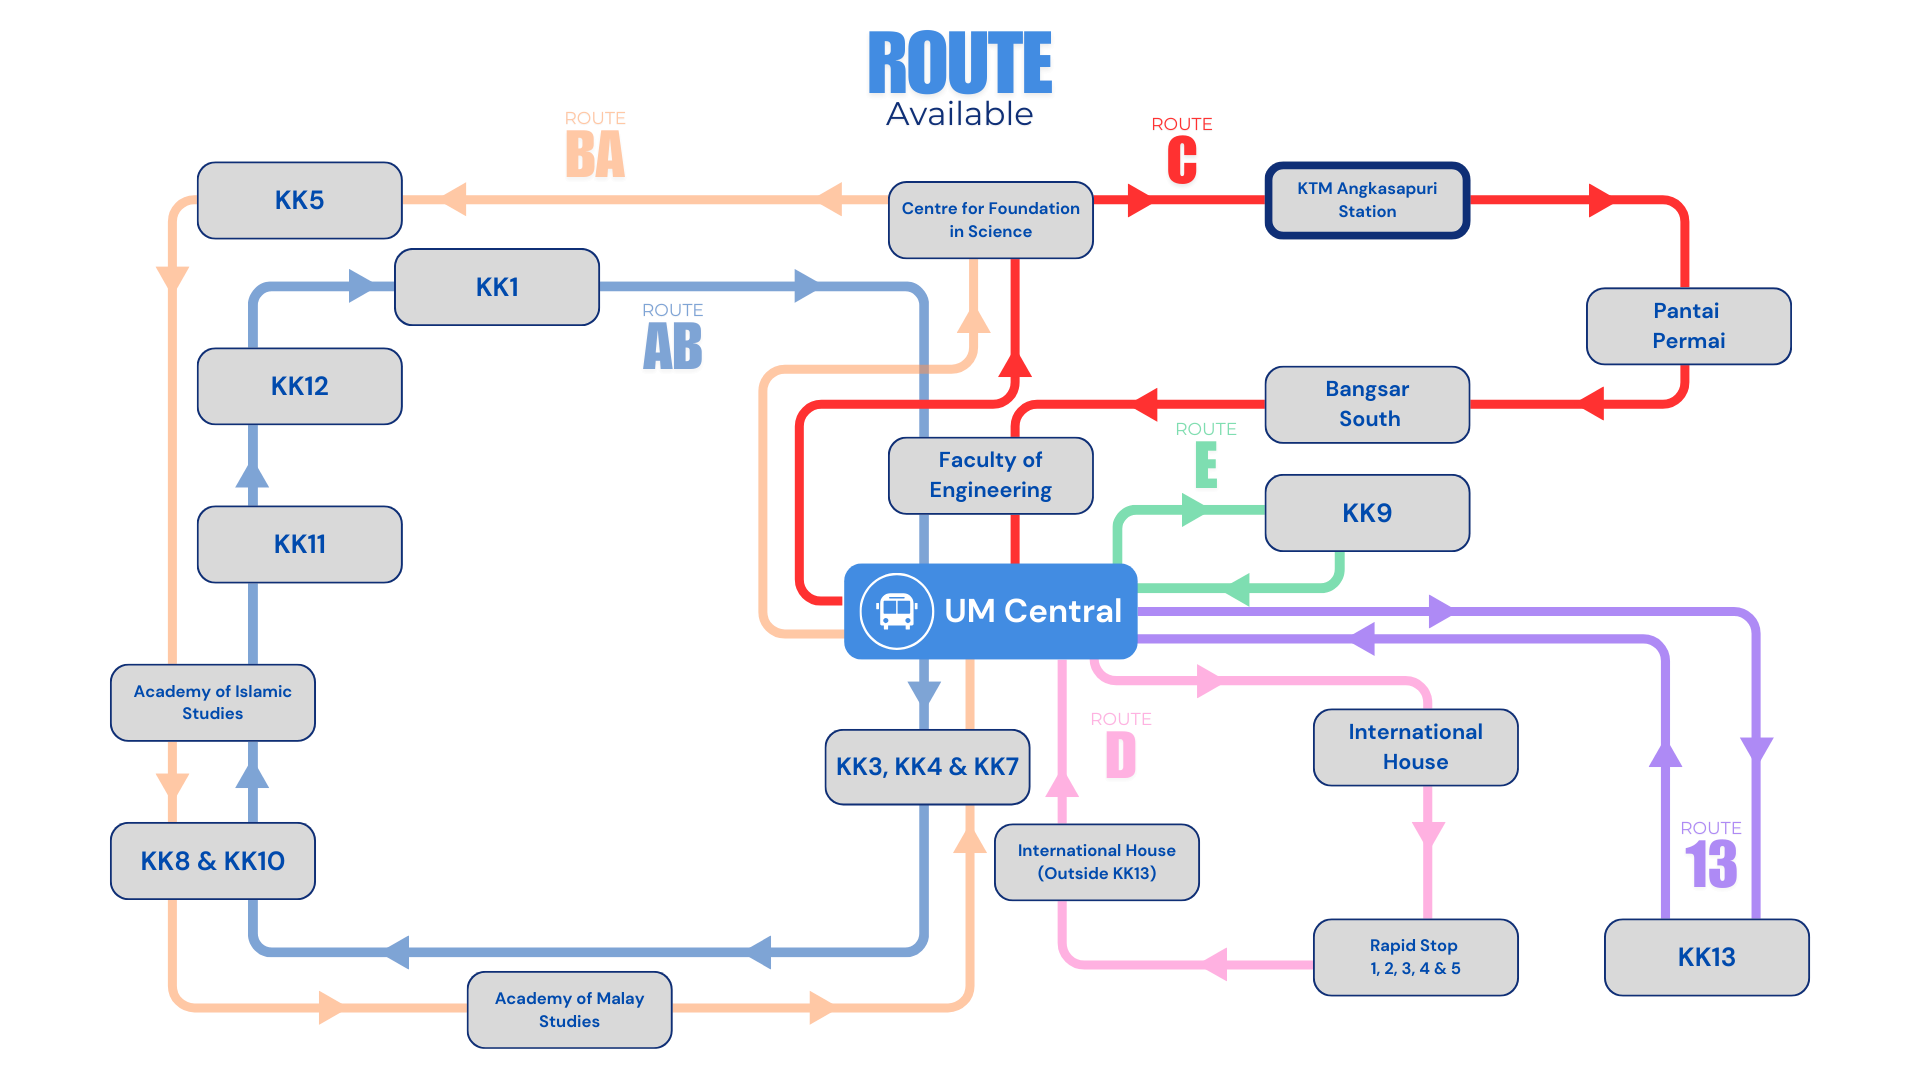 ROUTE
Available
ROUTE
BA
ROUTE
C
KK5
Centre for Foundation
in Science
KTM Angkasapuri
Station
KK1
ROUTE
AB
Pantai
Permai
KK12
Bangsar
South
ROUTE
E
Faculty of
Engineering
KK9
KK11
UM Central
Academy of Islamic
Studies
KK3, KK4 & KK7
ROUTE
D
International
House
KK8 & KK10
International House
(Outside KK13)
ROUTE
13
Rapid Stop
1, 2, 3, 4 & 5
KK13
Academy of Malay
Studies